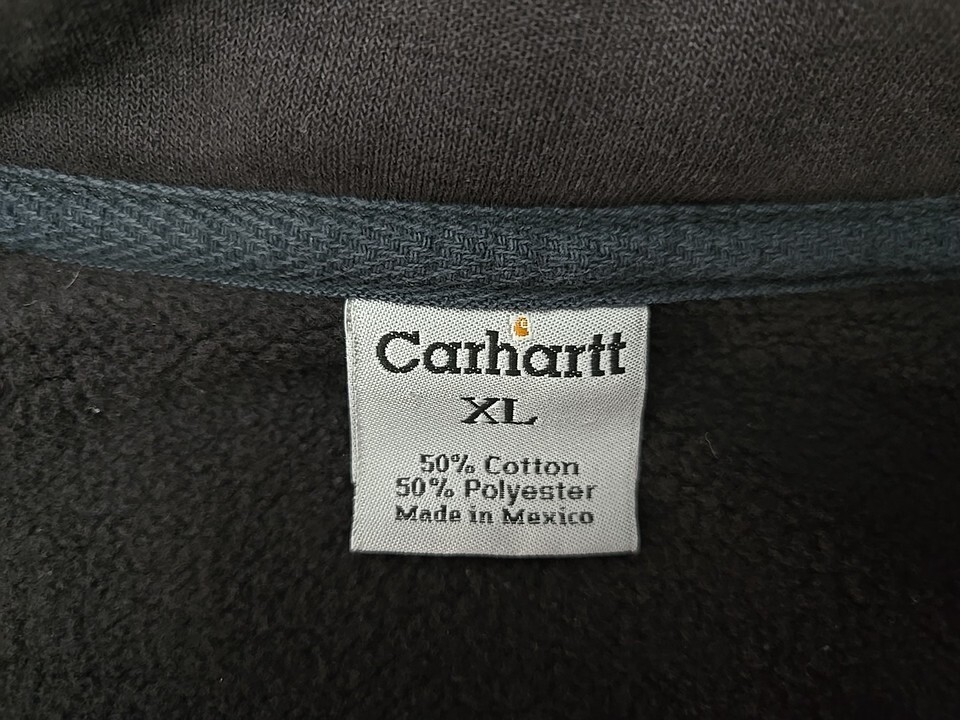 Carhartt
XL
50% Cotton
50% Polyester
Made in Mexico